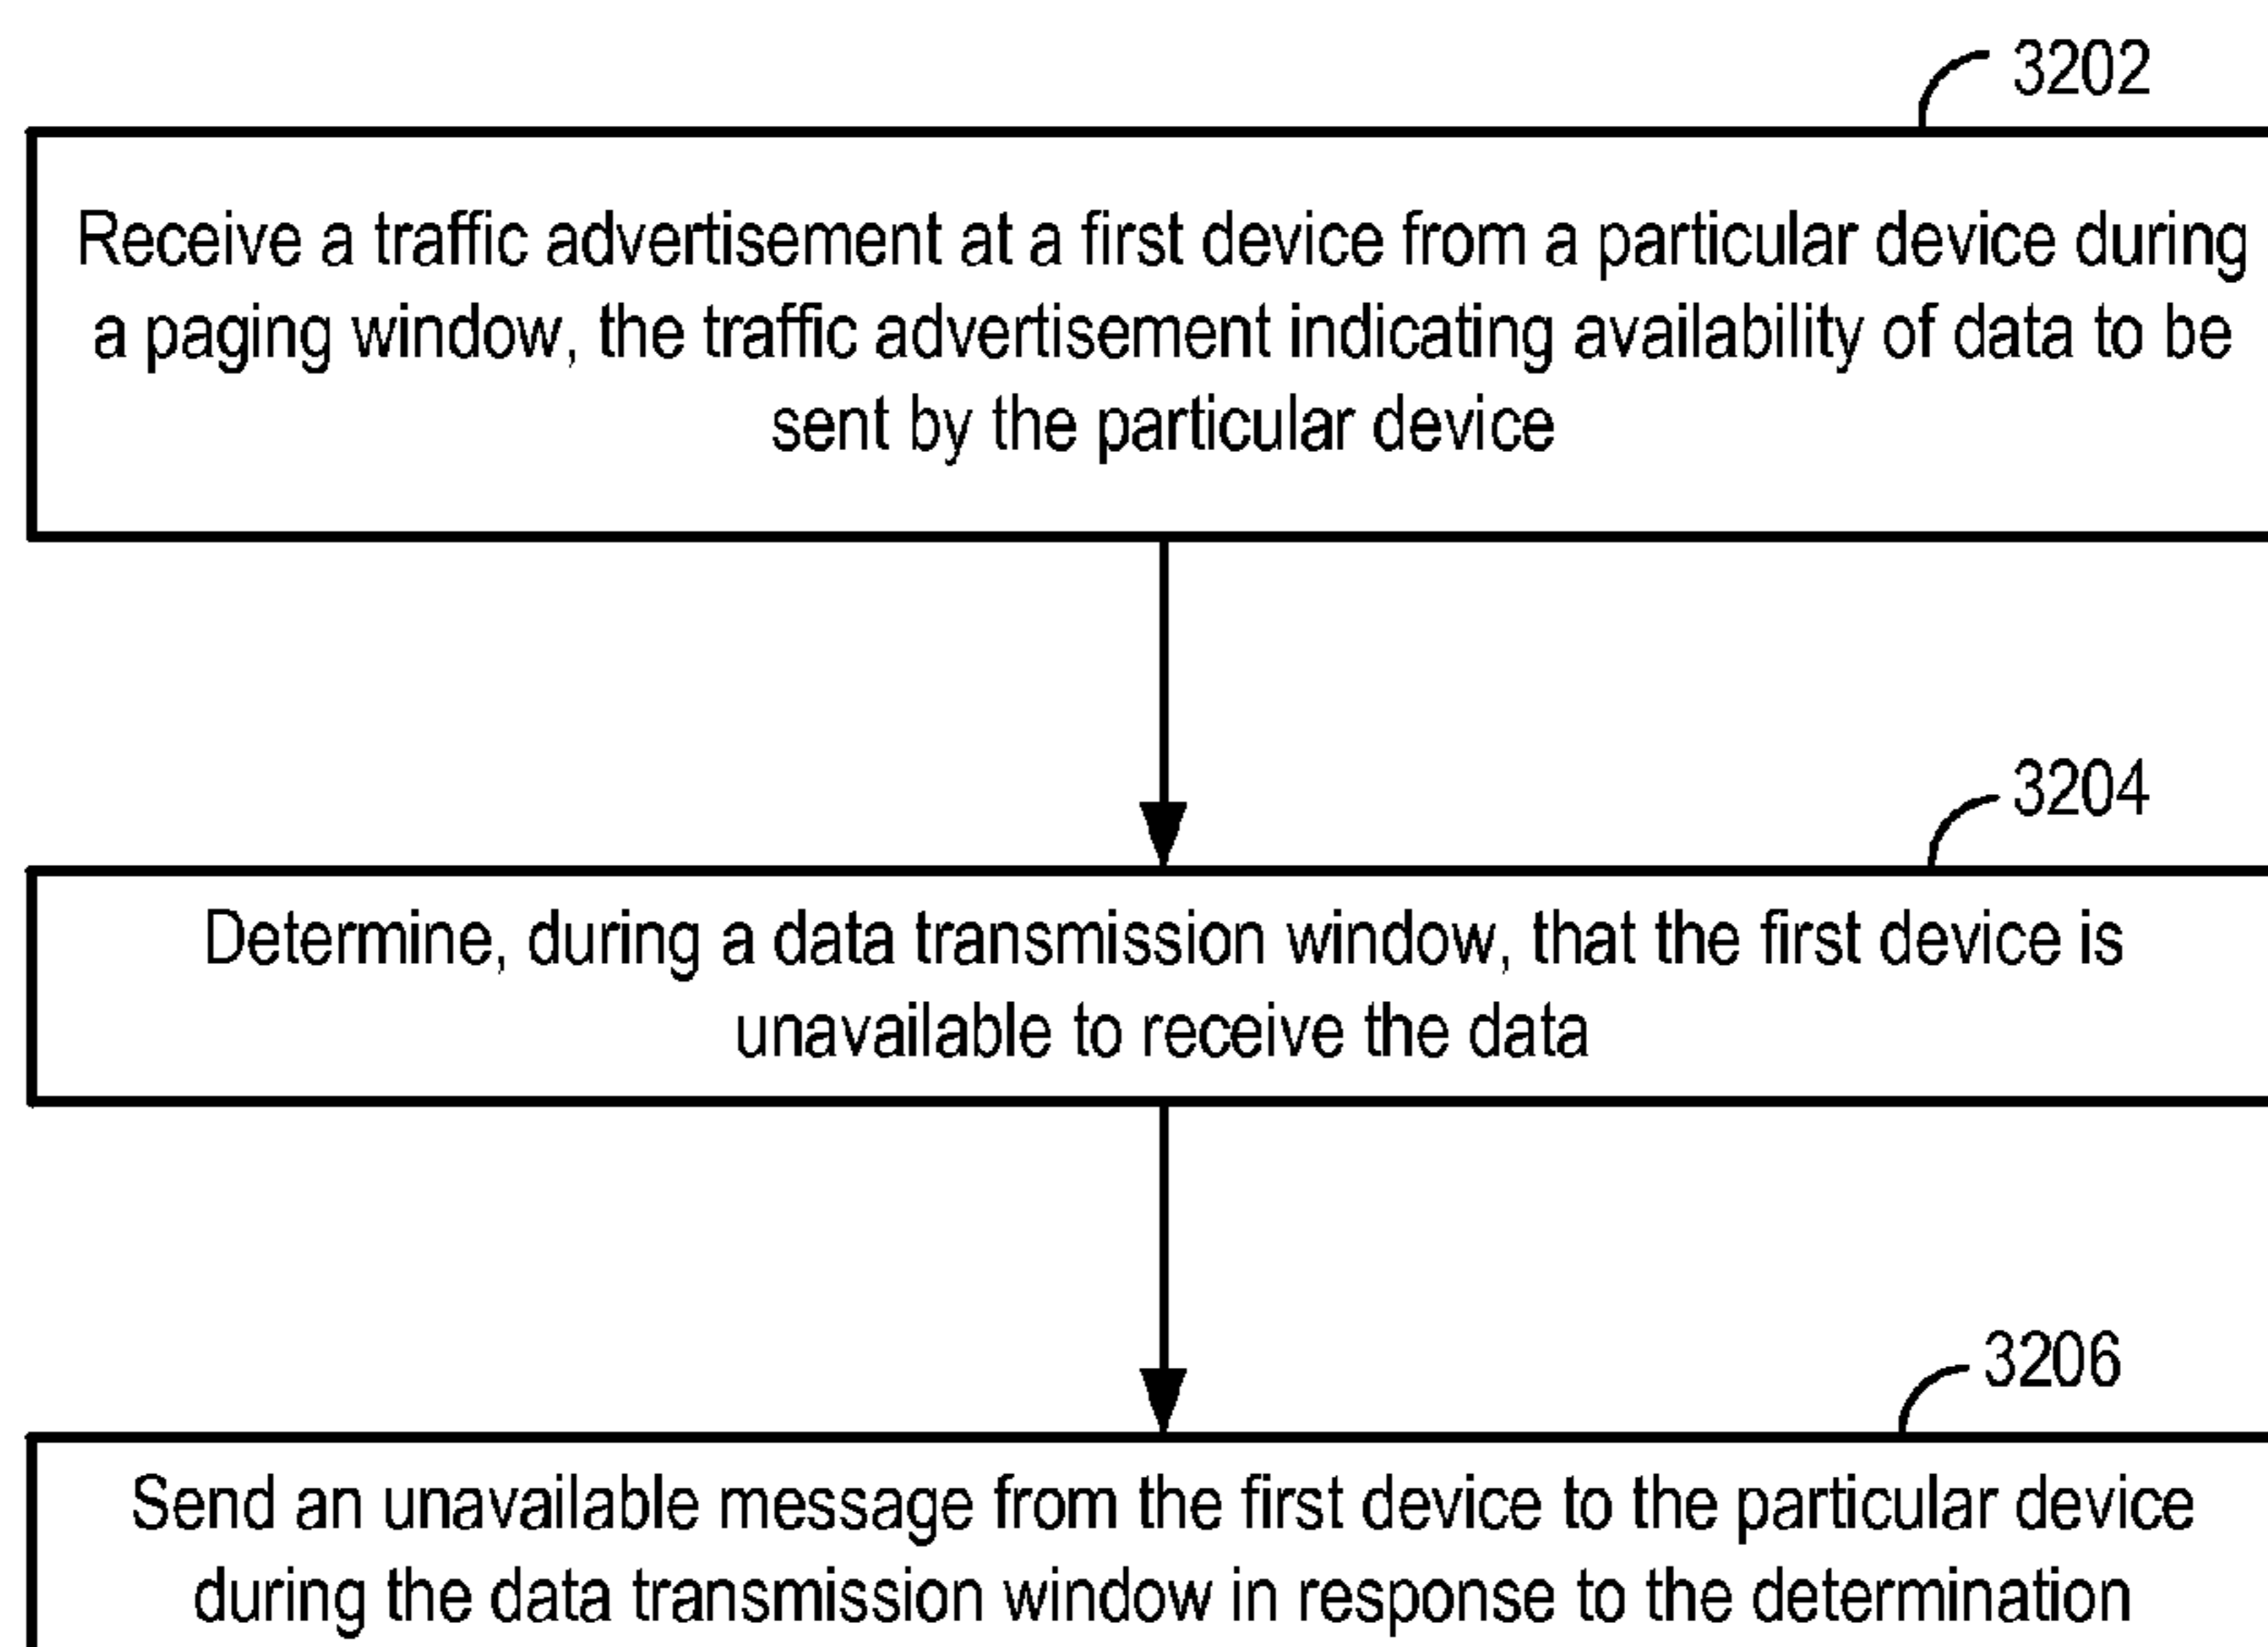 3202
Receive a traffic advertisement at a first device from a particular device during
a paging window, the traffic advertisement indicating availability of data to be
sent by the particular device
3204
Determine, during a data transmission window, that the first device is
unavailable to receive the data
3206
Send an unavailable message from the first device to the particular device
during the data transmission window in response to the determination